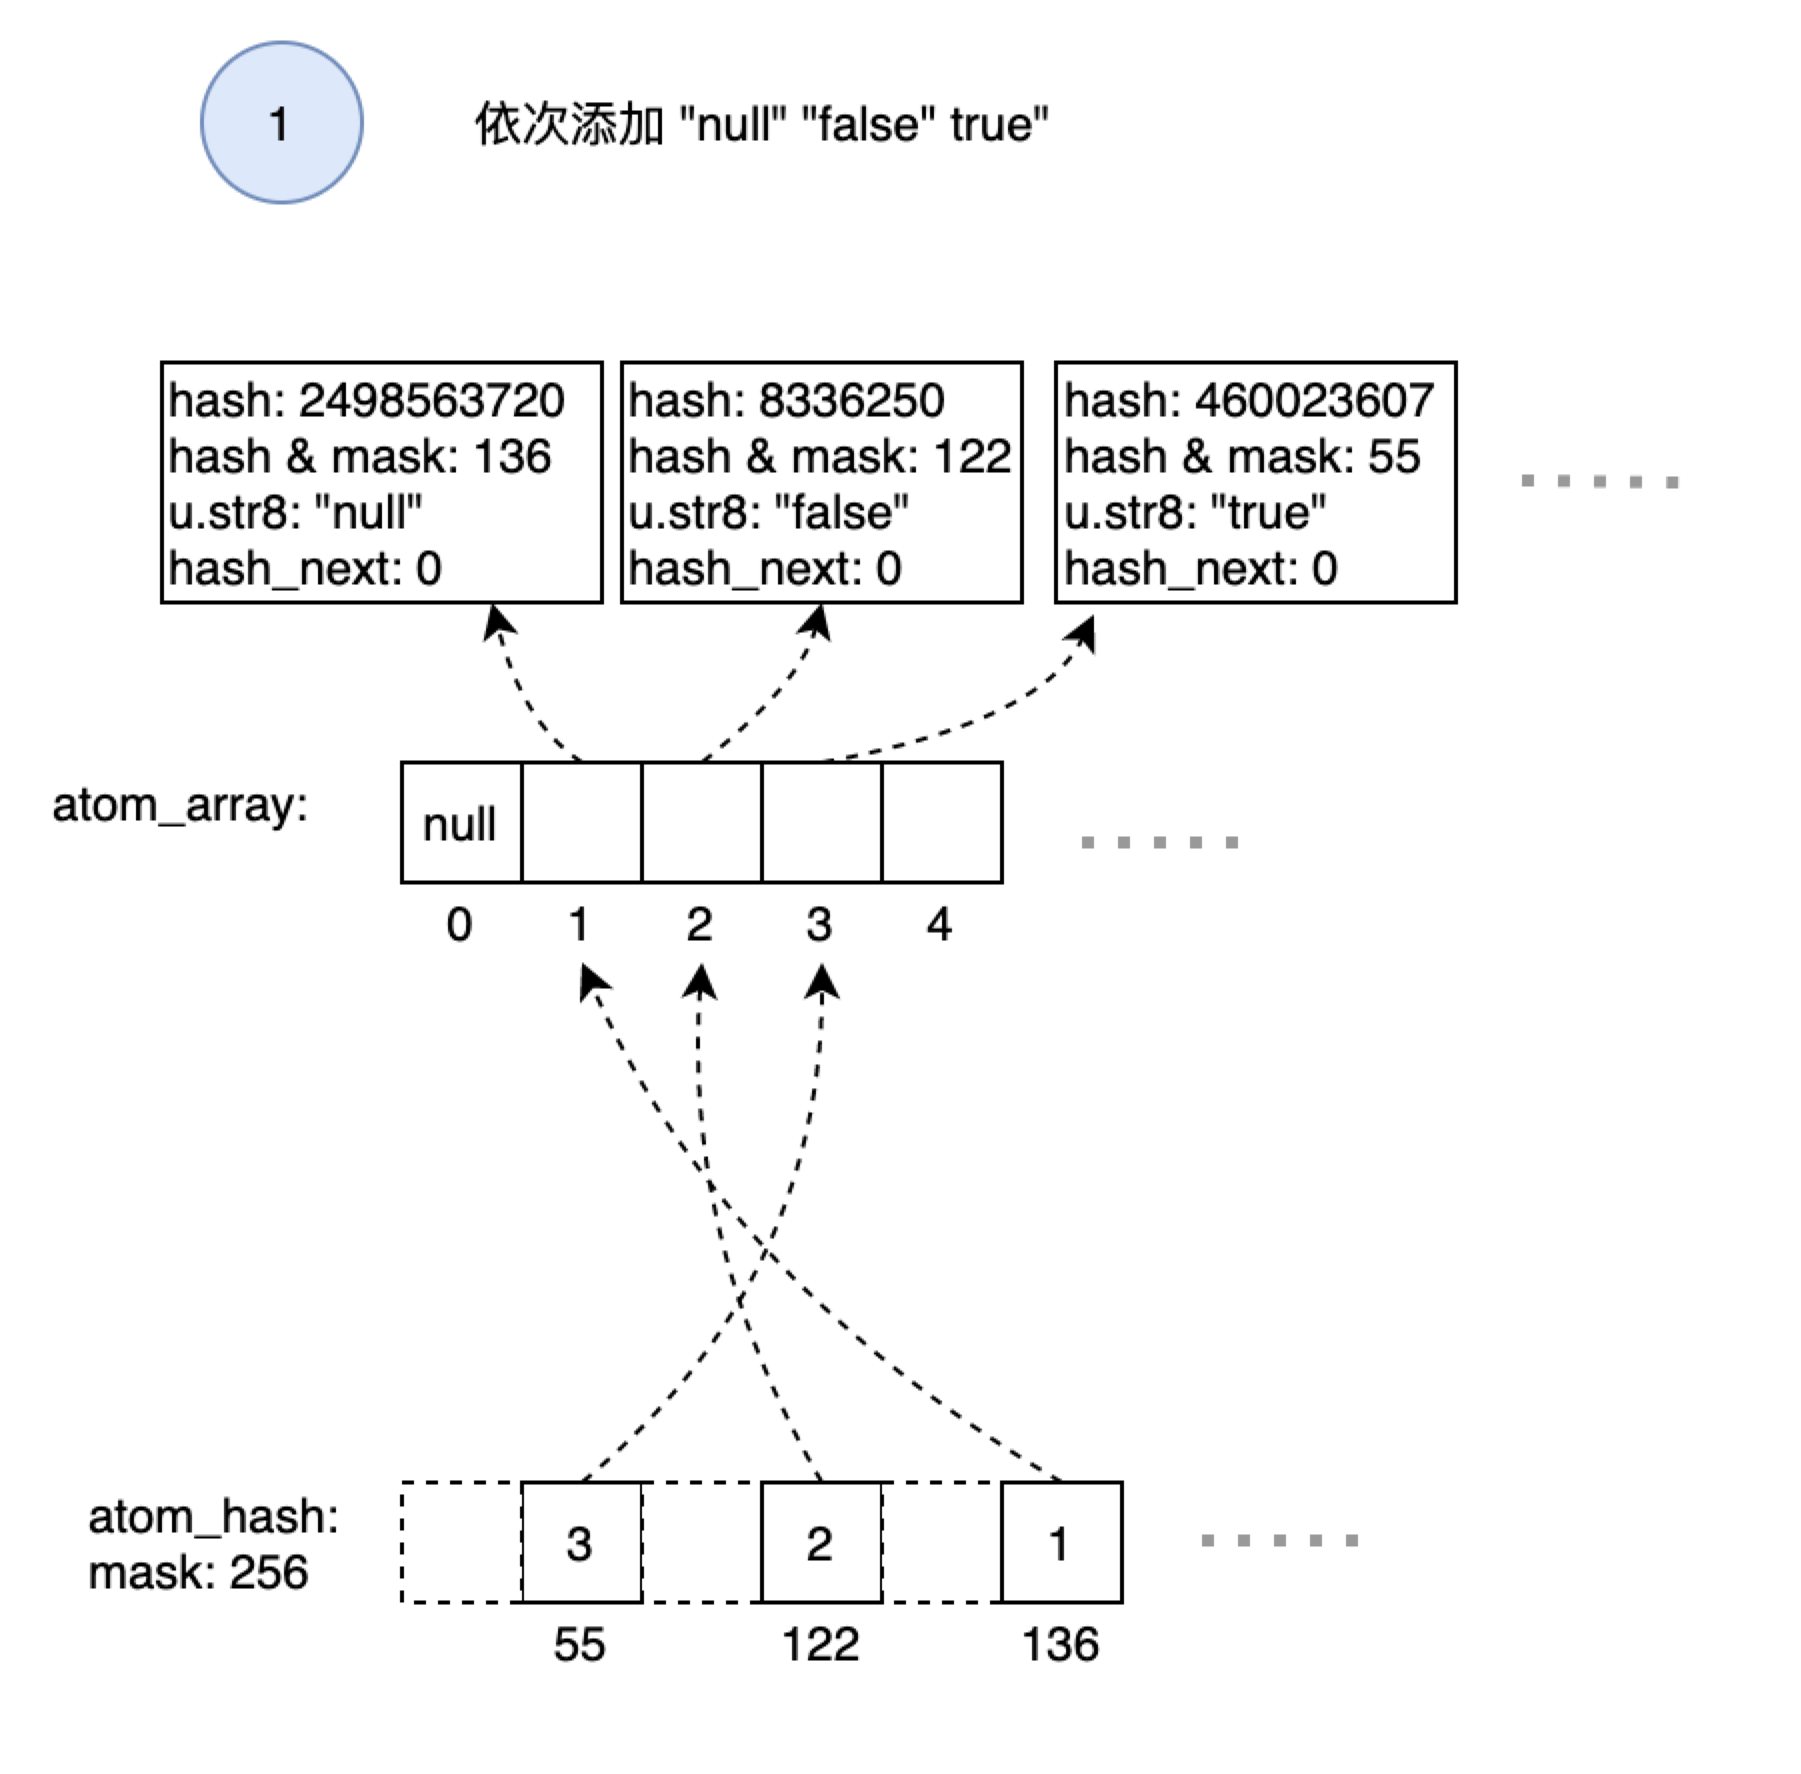 1
依次添加 "null" "false" true"
hash: 2498563720
hash & mask: 136
u.str8: "null"
hash_next: 0
hash: 8336250
hash & mask: 122
u.str8: "false"
hash_next: 0
hash: 460023607
hash & mask: 55
u.str8: "true"
hash_next: 0
atom_array:
null
0 1 2 3 4
atom_hash:
mask: 256
3 2 1
55 122 136